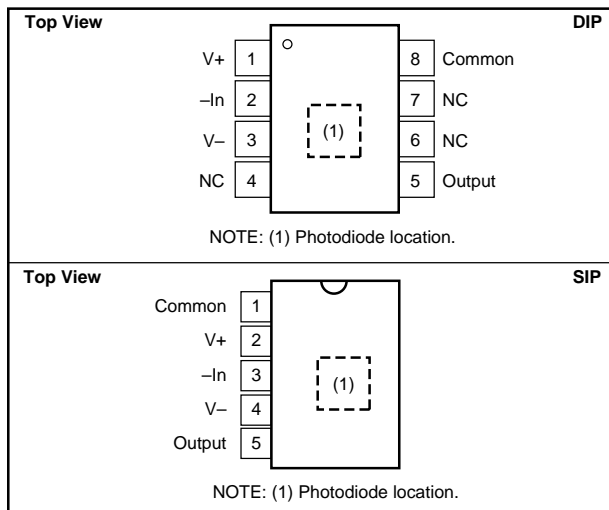 Top View DIP
V+ 1 8 Common
–In 2 7 NC
(1)
V– 3 6 NC
NC 4 5 Output
NOTE: (1) Photodiode location.
Top View SIP
Common 1
V+ 2
–In 3
(1)
V– 4
Output 5
NOTE: (1) Photodiode location.